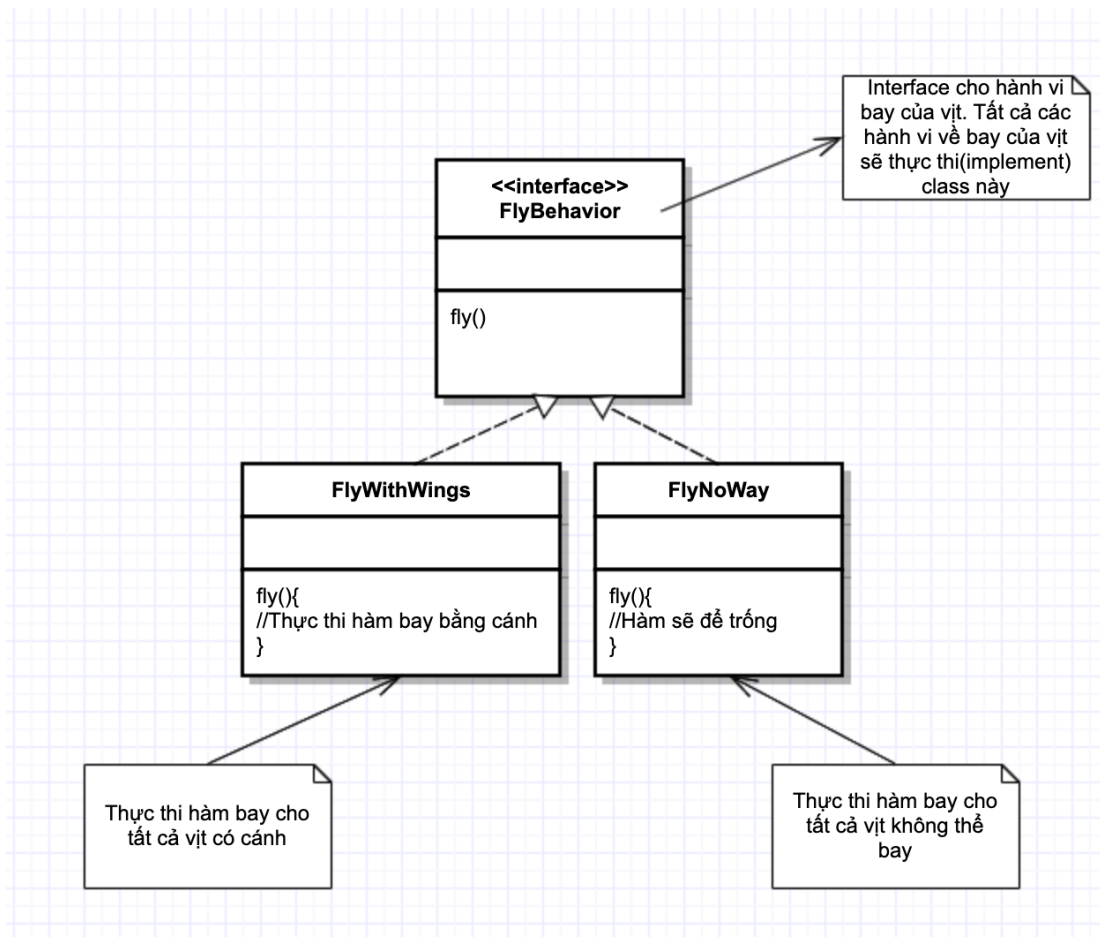 Interface cho hành vi
bay của vịt. Tất cả các
hành vi về bay của vịt
sẽ thực thi(implement)
class này
<<interface>>
FlyBehavior
fly()
FlyWithWings
fly(){
//Thực thi hàm bay bằng cánh
}
FlyNoWay
fly(){
//Hàm sẽ để trống
}
Thực thi hàm bay cho
tất cả vịt có cánh
Thực thi hàm bay cho
tất cả vịt không thể
bay